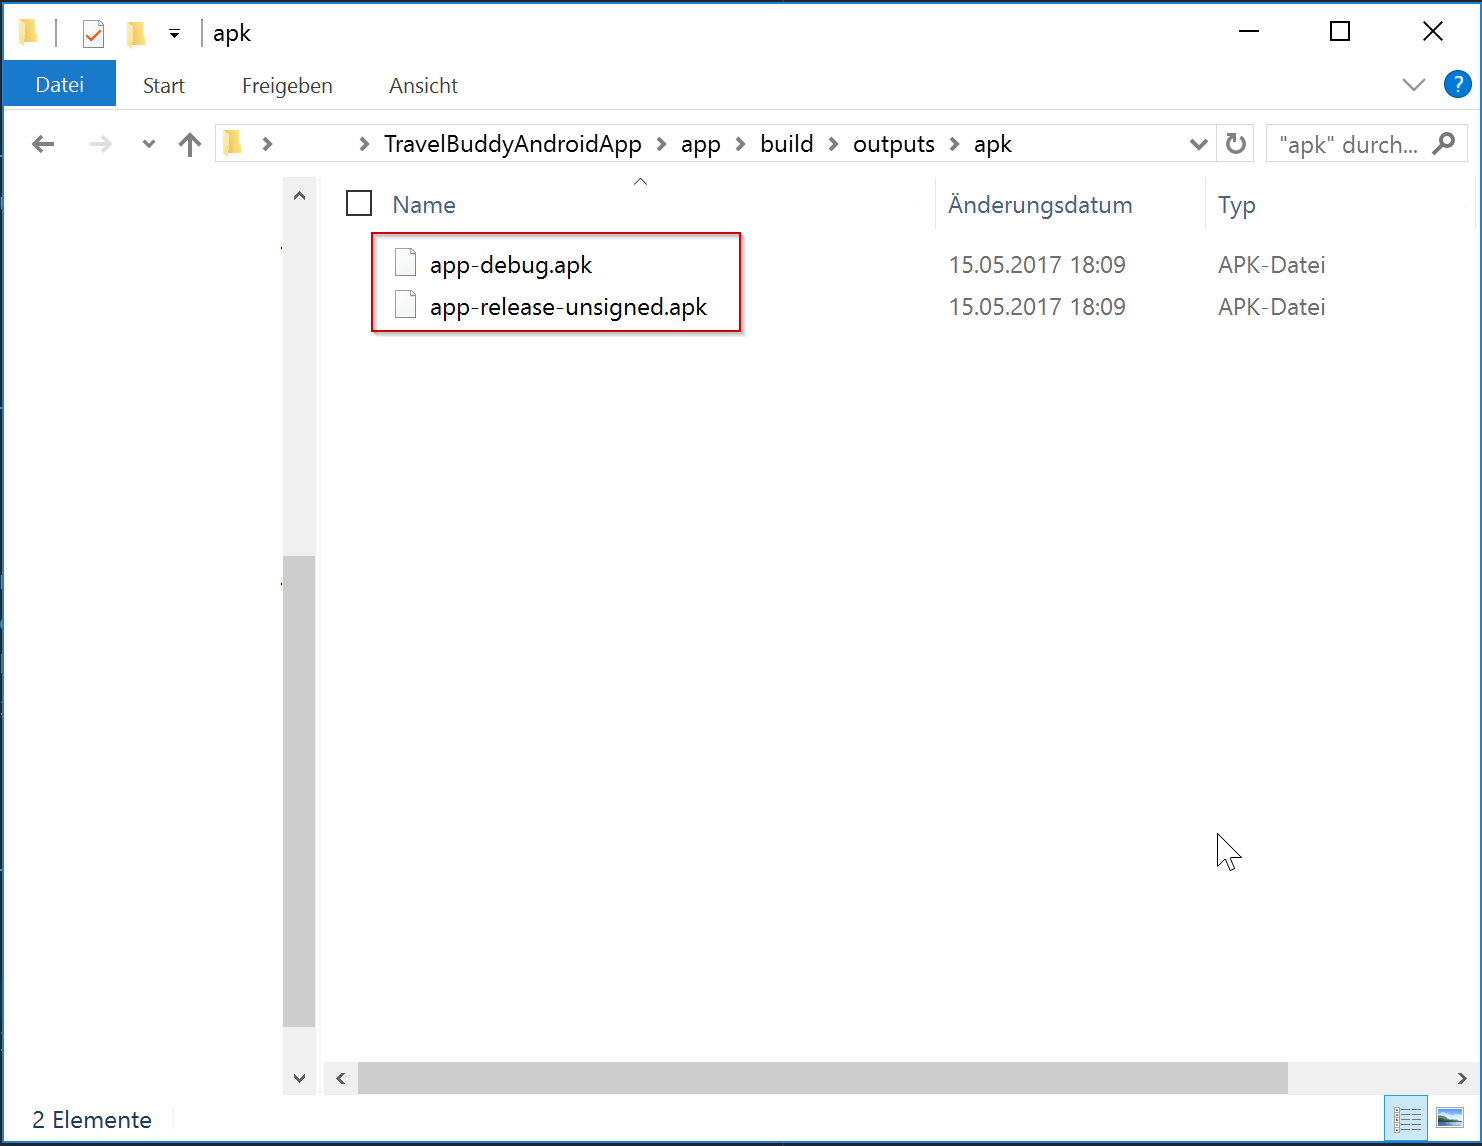 apk
Datei Start Freigeben Ansicht ?
TravelBuddyAndroidApp app build outputs apk "apk" durch...
Name Änderungsdatum Typ
app-debug.apk 15.05.2017 18:09 APK-Datei
app-release-unsigned.apk 15.05.2017 18:09 APK-Datei
2 Elemente